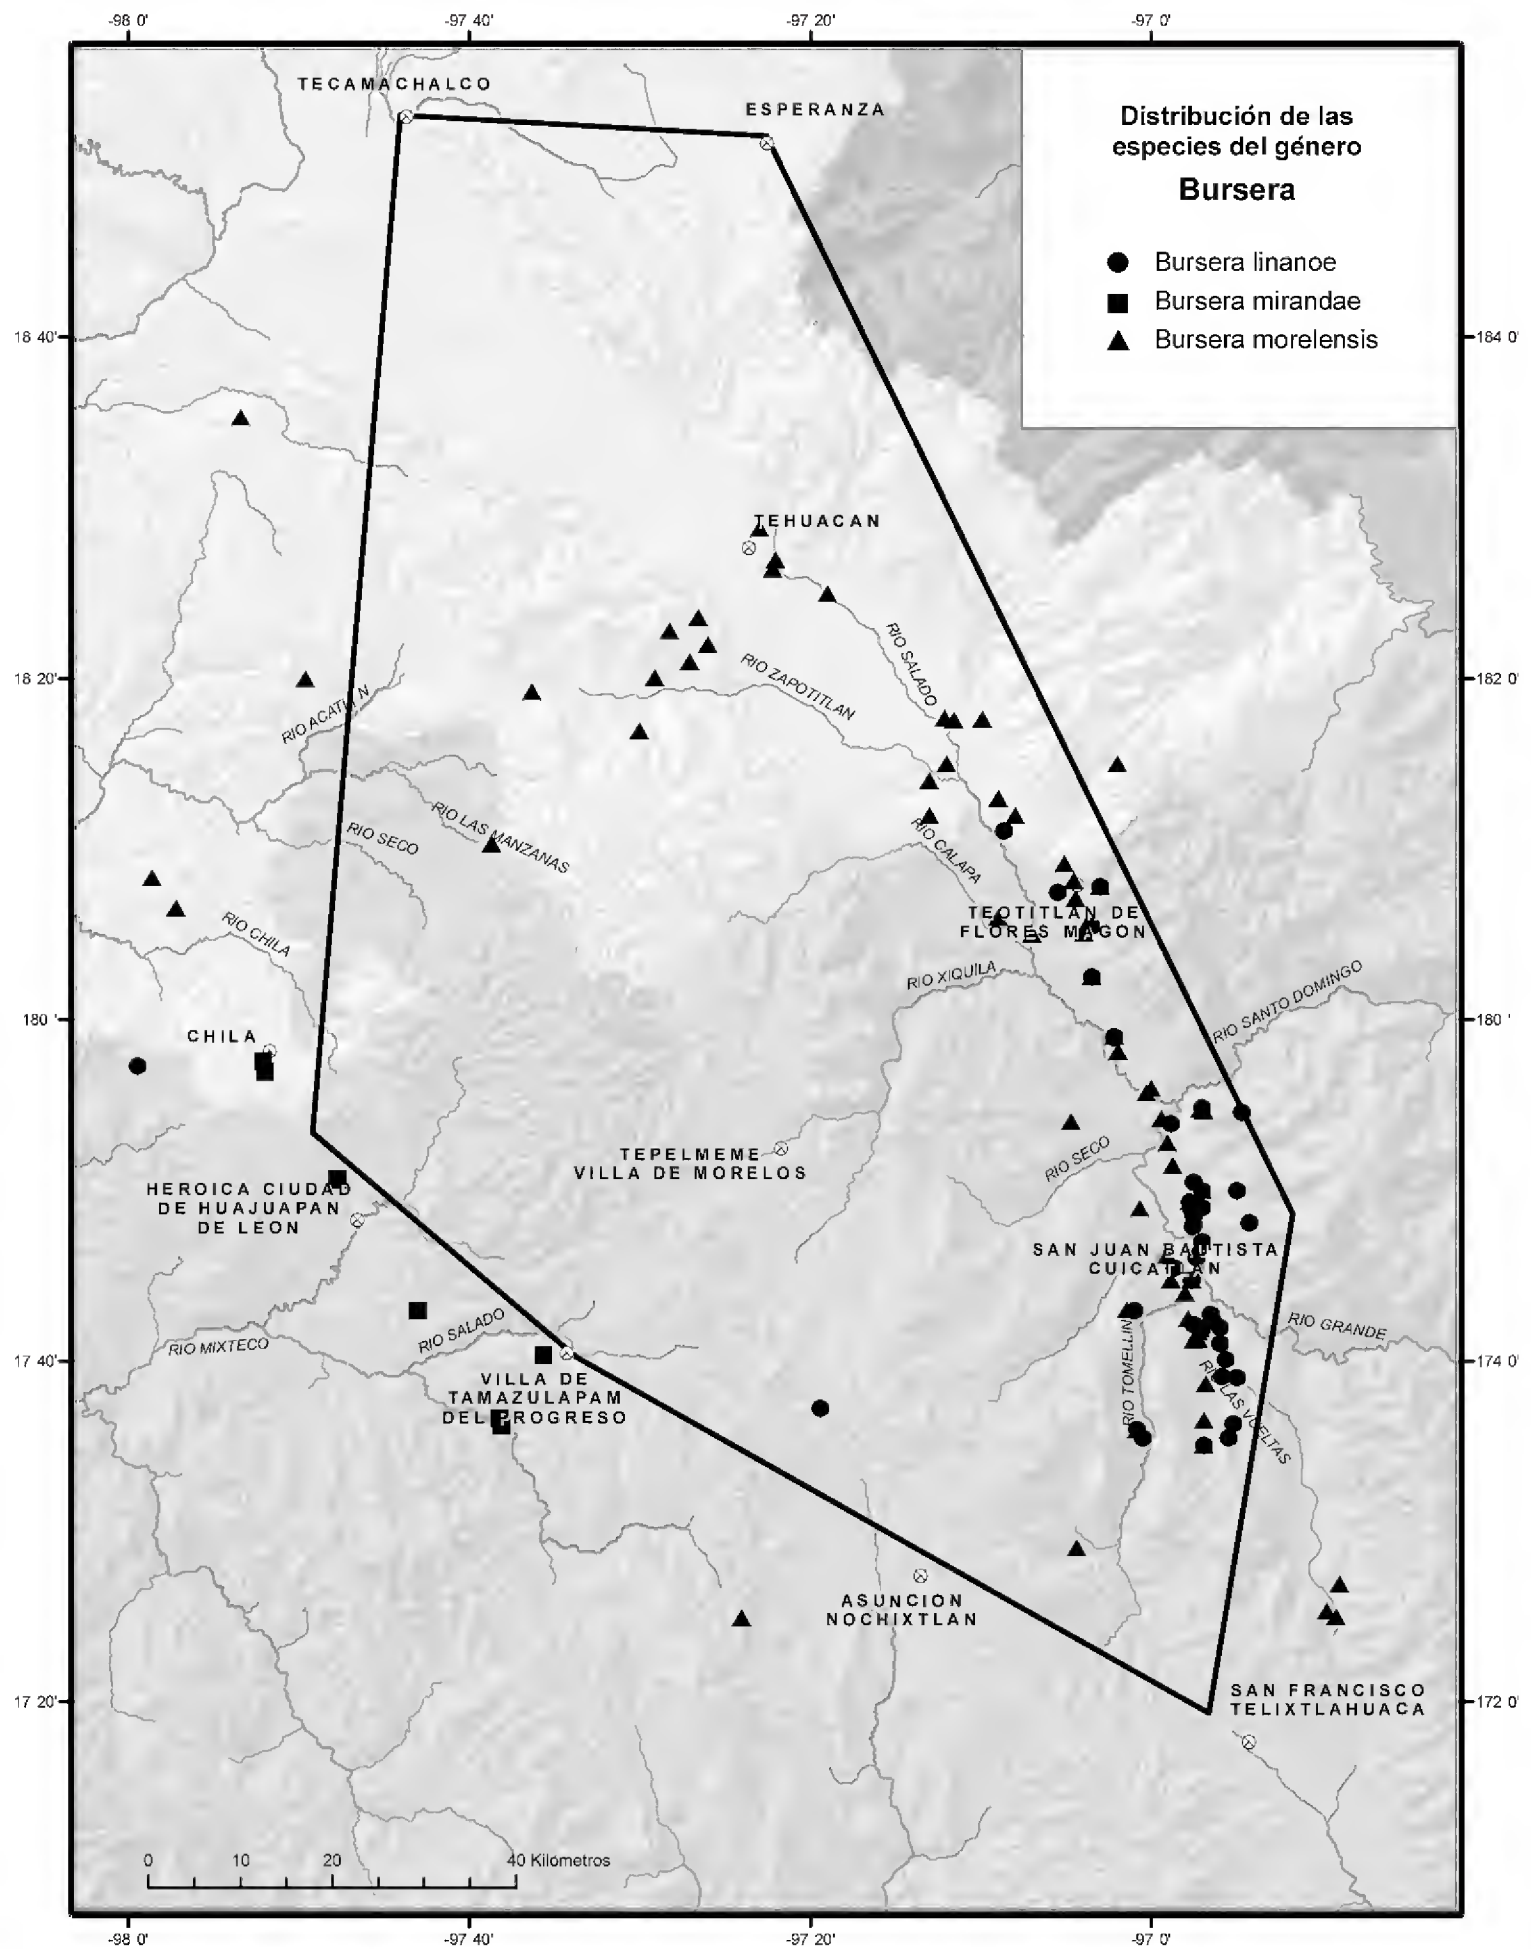 -98 0'
-97 40'
-97 20'
-97 0'
TECAMACHALCO
ESPERANZA
Distribución de las
especies del género
Bursera
Bursera linanoe
Bursera mirandae
Bursera morelensis
18 40'
184 0'
TEHUACAN
RIO SALADO
RIO ZAPOTITLAN
18 20'
182 0'
RIO ACATL N
RIO LAS MANZANAS
RIO SECO
RIO CALAPA
TEOTITLAN DE
FLORES MAGON
RIO CHILA
RIO XIQUILA
RIO SANTO DOMINGO
180 '
180 '
CHILA
TEPELMEME
VILLA DE MORELOS
RIO SECO
HEROICA CIUDAD
DE HUAJUAPAN
DE LEON
SAN JUAN BAUTISTA
CUICATLAN
RIO GRANDE
RIO SALADO
RIO MIXTECO
17 40'
174 0'
RIO TOMELLIN
RIO LAS VUELTAS
VILLA DE
TAMAZULAPAM
DEL PROGRESO
ASUNCION
NOCHIXTLAN
17 20'
172 0'
SAN FRANCISCO
TELIXTLAHUACA
0 10 20 40 Kilómetros
-98 0'
-97 40'
-97 20'
-97 0'